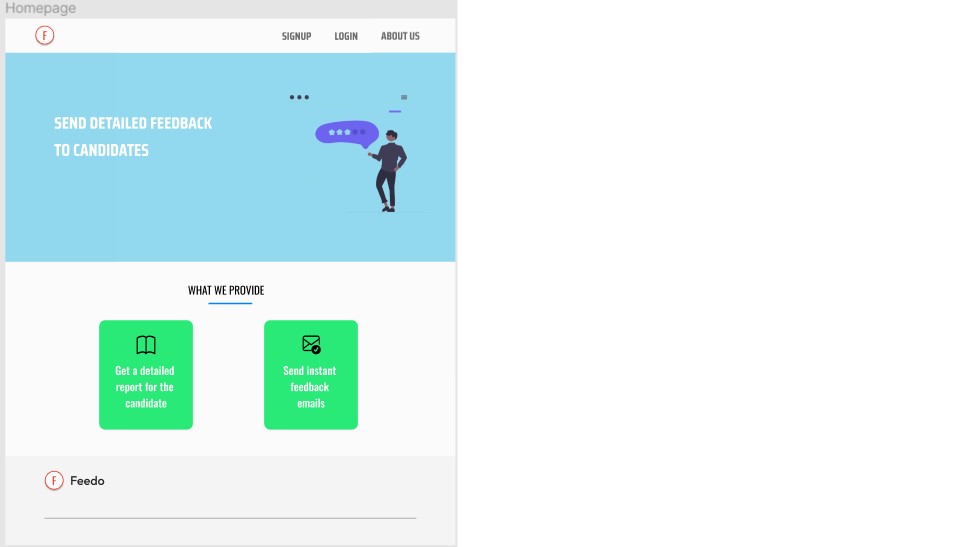 Homepage
F
SIGNUP LOGIN ABOUT US
SEND DETAILED FEEDBACK
TO CANDIDATES
WHAT WE PROVIDE
Get a detailed
report for the
candidate
Send instant
feedback
emails
F Feedo